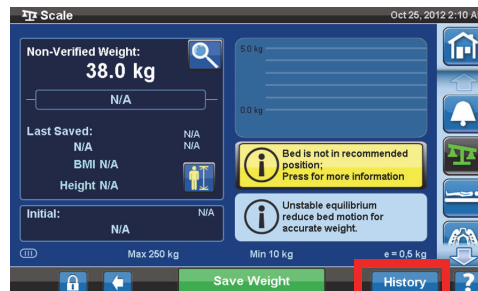 Scale
Oct 25, 2012 2:10 A
Non-Verified Weight:
38.0 kg
N/A
Last Saved:
N/A
N/A
N/A
BMI N/A
Height N/A
Initial:
N/A
N/A
5.0 kg
0.0 kg
Bed is not in recommended
position;
Press for more information
Unstable equilibrium
reduce bed motion for
accurate weight.
Max 250 kg
Min 10 kg
e = 0,5 kg
Save Weight
History
?